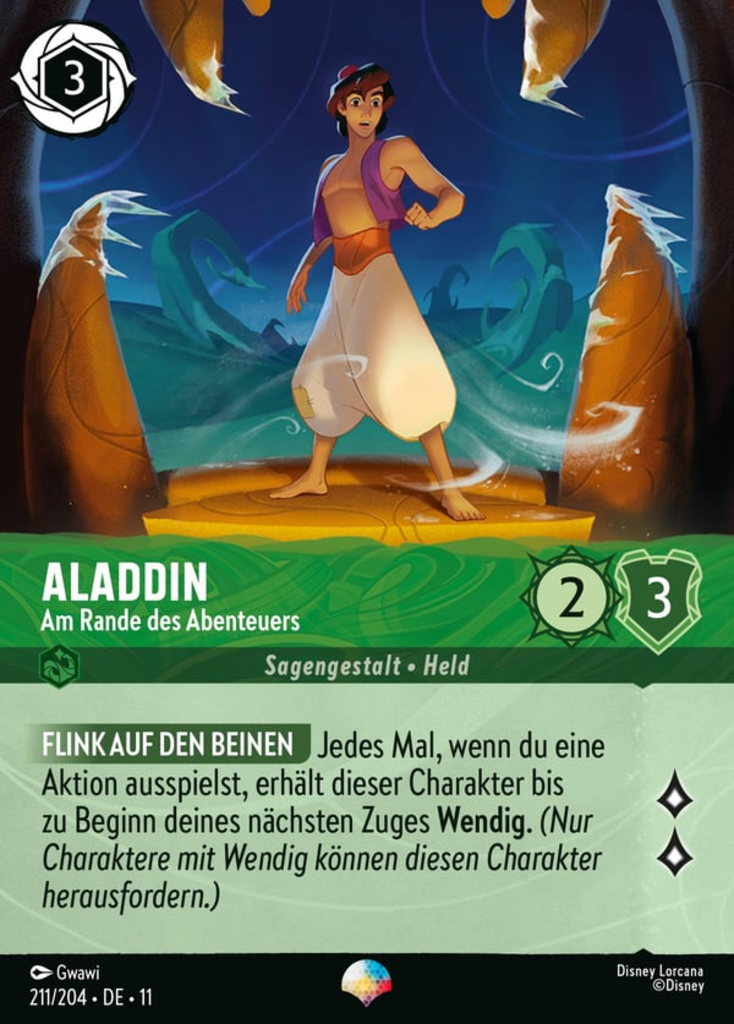 3
ALADDIN
Am Rande des Abenteuers
2
3
Sagengestalt • Held
FLINK AUF DEN BEINEN Jedes Mal, wenn du eine
Aktion ausspielst, erhält dieser Charakter bis
zu Beginn deines nächsten Zuges Wendig. (Nur
Charaktere mit Wendig können diesen Charakter
herausfordern.)
Gwawi
211/204 • DE • 11
Disney Lorcana
©Disney